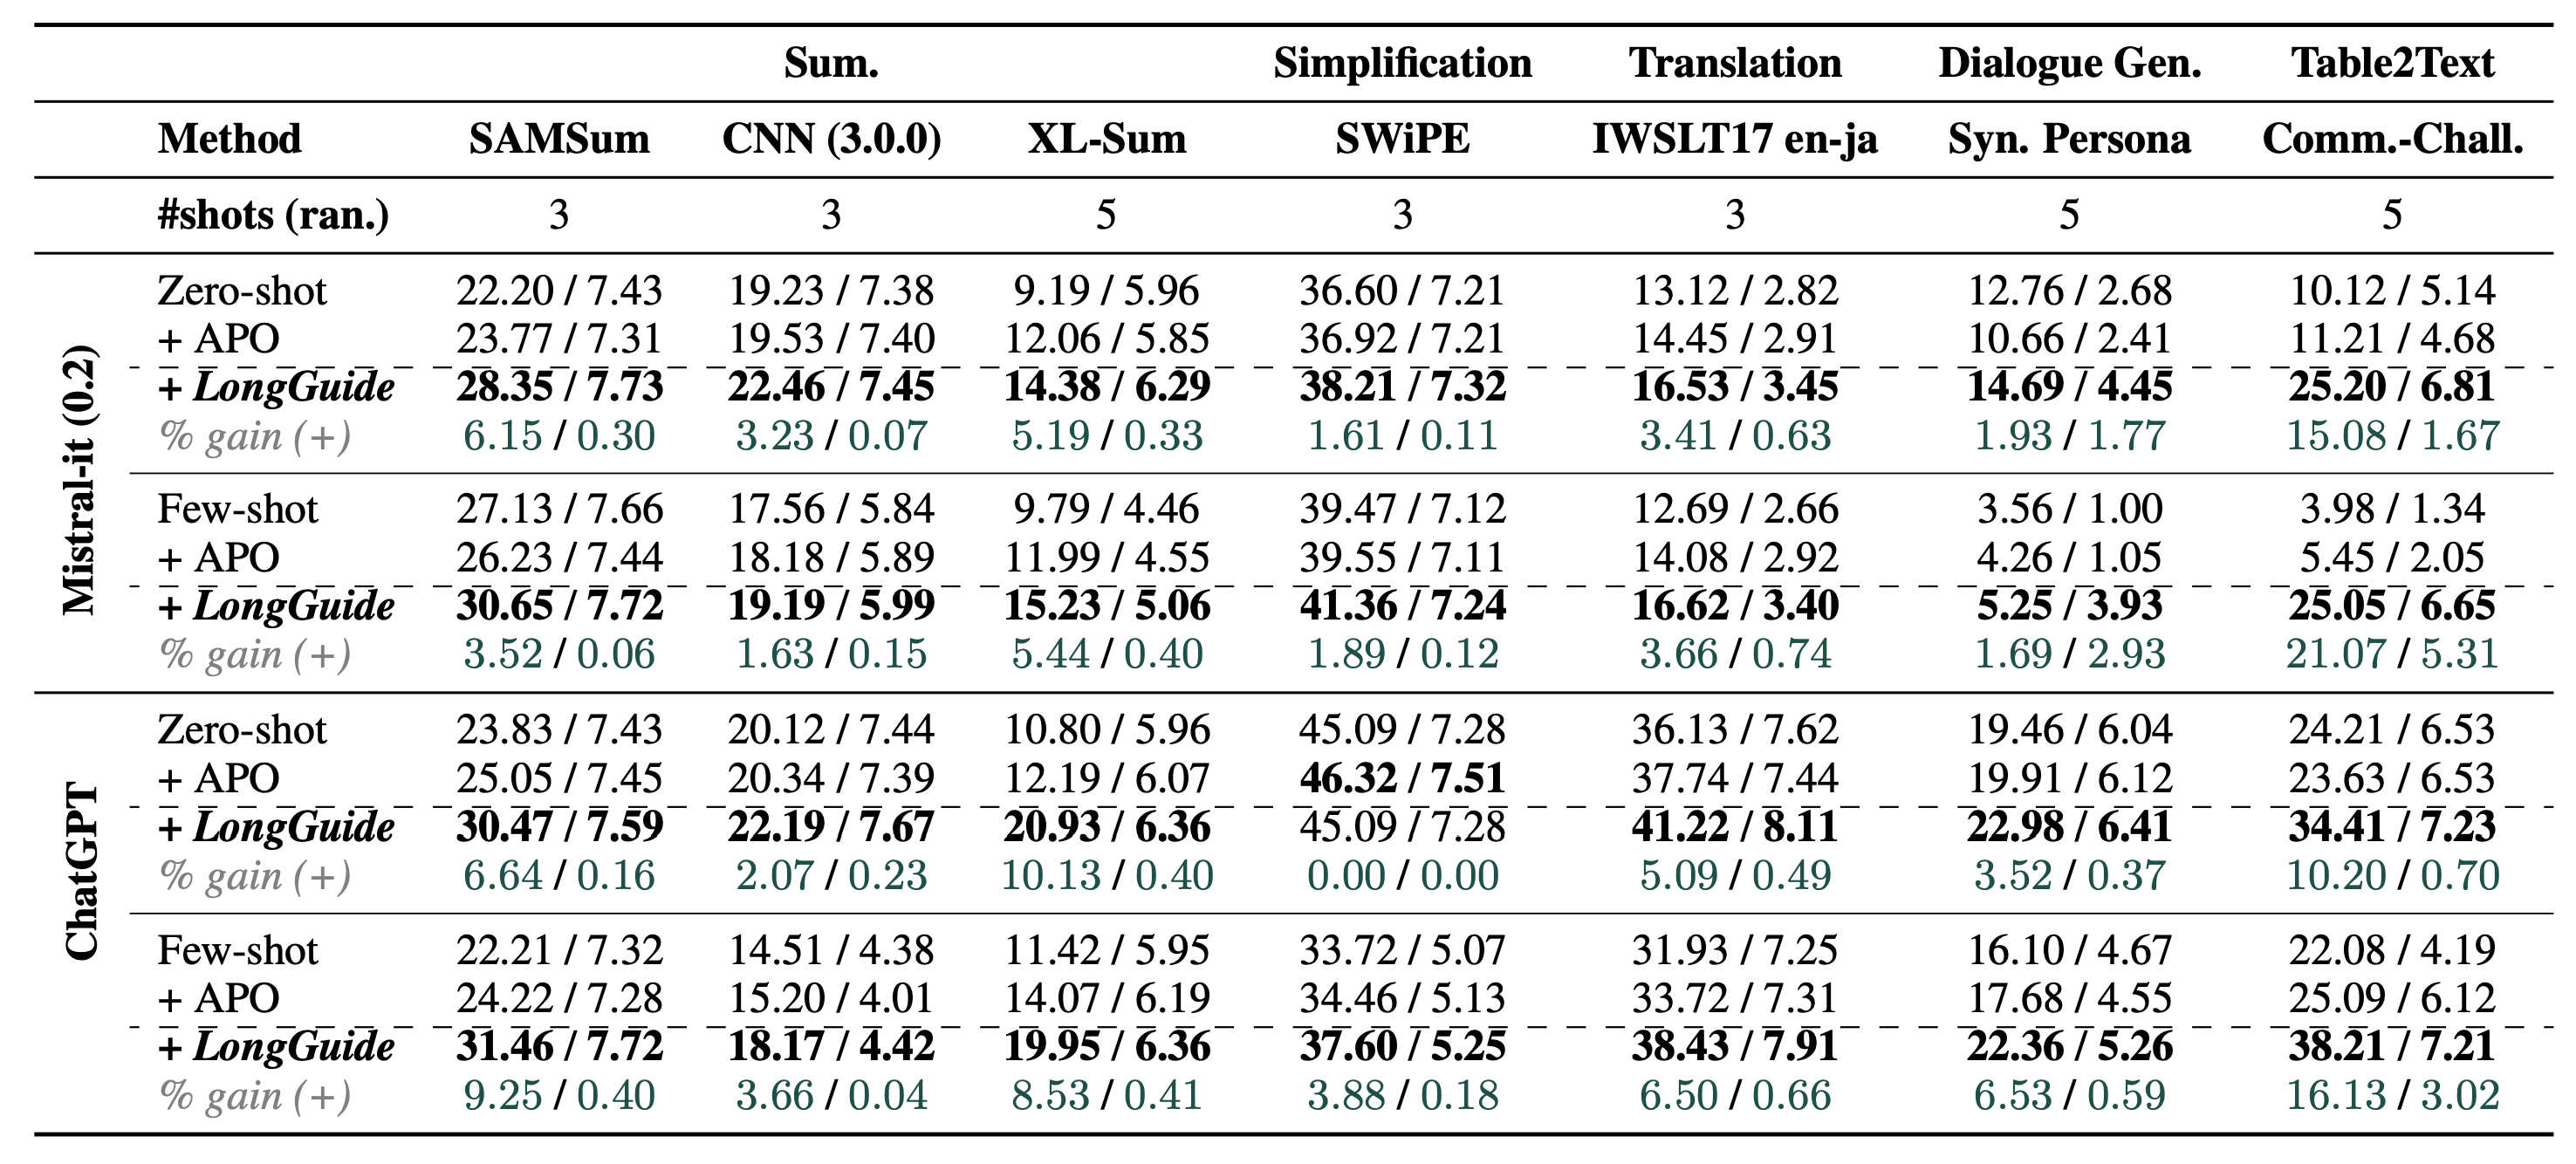 Sum. Simplification Translation Dialogue Gen. Table2Text
Method SAMSum CNN (3.0.0) XL-Sum SWiPE IWSLT17 en-ja Syn. Persona Comm.-Chall.
#shots (ran.) 3 3 5 3 3 5 5
Mistral-it (0.2)
Zero-shot 22.20 / 7.43 19.23 / 7.38 9.19 / 5.96 36.60 / 7.21 13.12 / 2.82 12.76 / 2.68 10.12 / 5.14
+ APO 23.77 / 7.31 19.53 / 7.40 12.06 / 5.85 36.92 / 7.21 14.45 / 2.91 10.66 / 2.41 11.21 / 4.68
+ LongGuide 28.35 / 7.73 22.46 / 7.45 14.38 / 6.29 38.21 / 7.32 16.53 / 3.45 14.69 / 4.45 25.20 / 6.81
% gain (+) 6.15 / 0.30 3.23 / 0.07 5.19 / 0.33 1.61 / 0.11 3.41 / 0.63 1.93 / 1.77 15.08 / 1.67
Few-shot 27.13 / 7.66 17.56 / 5.84 9.79 / 4.46 39.47 / 7.12 12.69 / 2.66 3.56 / 1.00 3.98 / 1.34
+ APO 26.23 / 7.44 18.18 / 5.89 11.99 / 4.55 39.55 / 7.11 14.08 / 2.92 4.26 / 1.05 5.45 / 2.05
+ LongGuide 30.65 / 7.72 19.19 / 5.99 15.23 / 5.06 41.36 / 7.24 16.62 / 3.40 5.25 / 3.93 25.05 / 6.65
% gain (+) 3.52 / 0.06 1.63 / 0.15 5.44 / 0.40 1.89 / 0.12 3.66 / 0.74 1.69 / 2.93 21.07 / 5.31
ChatGPT
Zero-shot 23.83 / 7.43 20.12 / 7.44 10.80 / 5.96 45.09 / 7.28 36.13 / 7.62 19.46 / 6.04 24.21 / 6.53
+ APO 25.05 / 7.45 20.34 / 7.39 12.19 / 6.07 46.32 / 7.51 37.74 / 7.44 19.91 / 6.12 23.63 / 6.53
+ LongGuide 30.47 / 7.59 22.19 / 7.67 20.93 / 6.36 45.09 / 7.28 41.22 / 8.11 22.98 / 6.41 34.41 / 7.23
% gain (+) 6.64 / 0.16 2.07 / 0.23 10.13 / 0.40 0.00 / 0.00 5.09 / 0.49 3.52 / 0.37 10.20 / 0.70
Few-shot 22.21 / 7.32 14.51 / 4.38 11.42 / 5.95 33.72 / 5.07 31.93 / 7.25 16.10 / 4.67 22.08 / 4.19
+ APO 24.22 / 7.28 15.20 / 4.01 14.07 / 6.19 34.46 / 5.13 33.72 / 7.31 17.68 / 4.55 25.09 / 6.12
+ LongGuide 31.46 / 7.72 18.17 / 4.42 19.95 / 6.36 37.60 / 5.25 38.43 / 7.91 22.36 / 5.26 38.21 / 7.21
% gain (+) 9.25 / 0.40 3.66 / 0.04 8.53 / 0.41 3.88 / 0.18 6.50 / 0.66 6.53 / 0.59 16.13 / 3.02